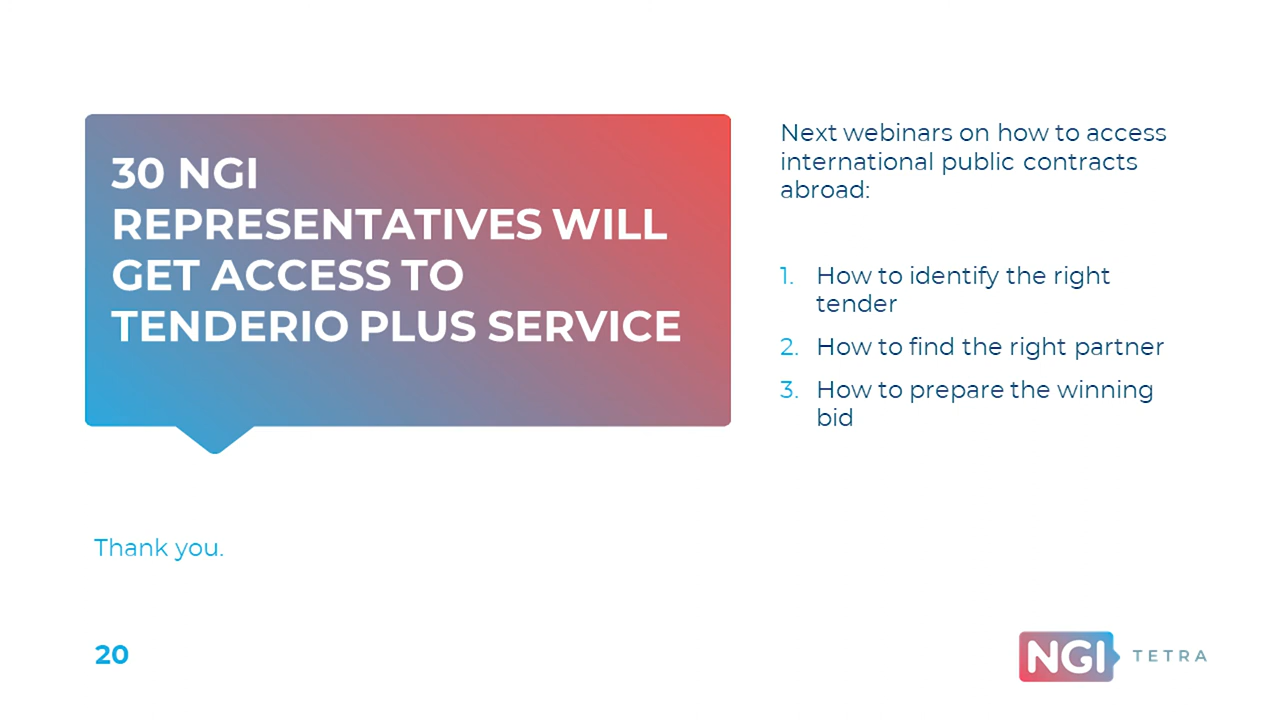 30 NGI
REPRESENTATIVES WILL
GET ACCESS TO
TENDERIO PLUS SERVICE
Next webinars on how to access
international public contracts
abroad:
1. How to identify the right
tender
2. How to find the right partner
3. How to prepare the winning
bid
Thank you.
20
NGI TETRA